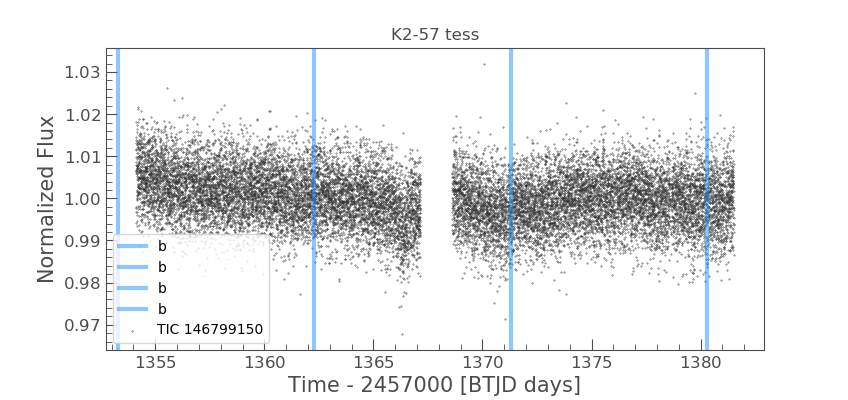 K2-57 tess
Normalized Flux
1.03
1.02
1.01
1.00
0.99
0.98
0.97
b
b
b
b
TIC 146799150
1355 1360 1365 1370 1375 1380
Time - 2457000 [BTJD days]